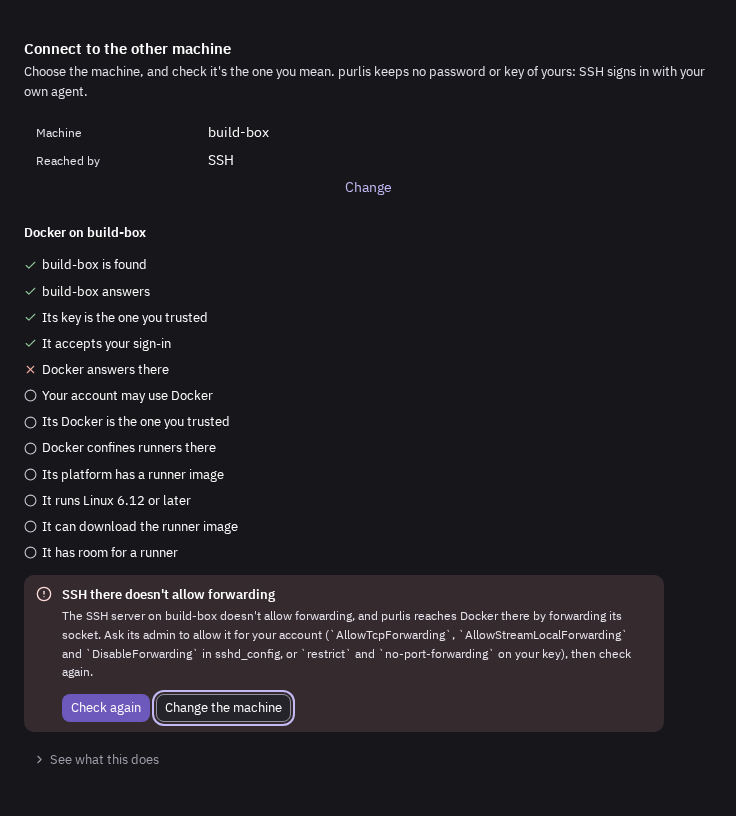 Connect to the other machine
Choose the machine, and check it's the one you mean. purlis keeps no password or key of yours: SSH signs in with your
own agent.
Machine build-box
Reached by SSH
Change
Docker on build-box
build-box is found
build-box answers
Its key is the one you trusted
It accepts your sign-in
Docker answers there
Your account may use Docker
Its Docker is the one you trusted
Docker confines runners there
Its platform has a runner image
It runs Linux 6.12 or later
It can download the runner image
It has room for a runner
SSH there doesn't allow forwarding
The SSH server on build-box doesn't allow forwarding, and purlis reaches Docker there by forwarding its
socket. Ask its admin to allow it for your account (`AllowTcpForwarding`, `AllowStreamLocalForwarding`
and `DisableForwarding` in sshd_config, or `restrict` and `no-port-forwarding` on your key), then check
again.
Check again Change the machine
See what this does